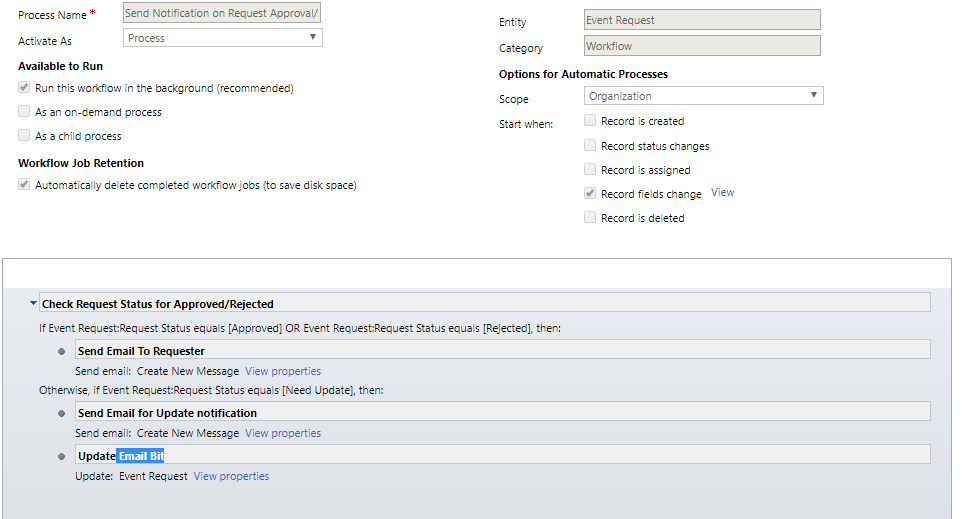 Process Name *
Send Notification on Request Approval/
Activate As
Process
Available to Run
Run this workflow in the background (recommended)
As an on-demand process
As a child process
Workflow Job Retention
Automatically delete completed workflow jobs (to save disk space)
Entity
Event Request
Category
Workflow
Options for Automatic Processes
Scope
Organization
Start when:
Record is created
Record status changes
Record is assigned
Record fields change View
Record is deleted
Check Request Status for Approved/Rejected
If Event Request:Request Status equals [Approved] OR Event Request:Request Status equals [Rejected], then:
Send Email To Requester
Send email: Create New Message View properties
Otherwise, if Event Request:Request Status equals [Need Update], then:
Send Email for Update notification
Send email: Create New Message View properties
Update Email Bit
Update: Event Request View properties